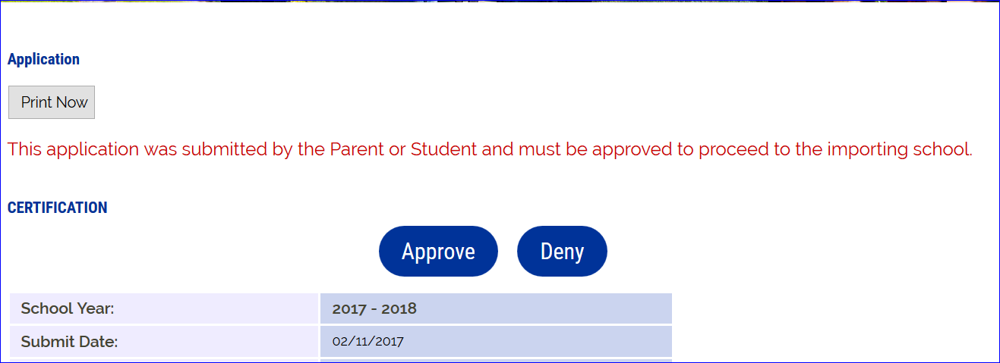 Application
Print Now
This application was submitted by the Parent or Student and must be approved to proceed to the importing school.
CERTIFICATION
Approve Deny
School Year: 2017 - 2018
Submit Date: 02/11/2017